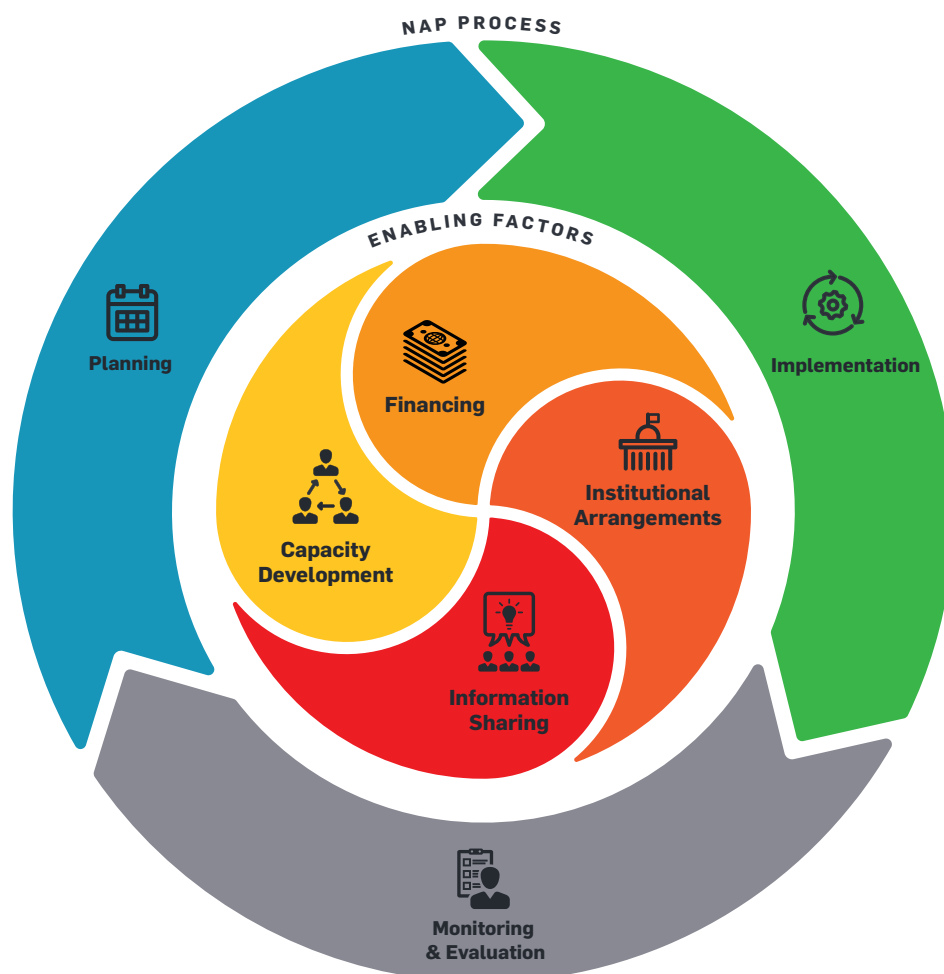 NAP PROCESS
ENABLING FACTORS
Planning
Implementation
Financing
Institutional
Arrangements
Capacity
Development
Information
Sharing
Monitoring
& Evaluation